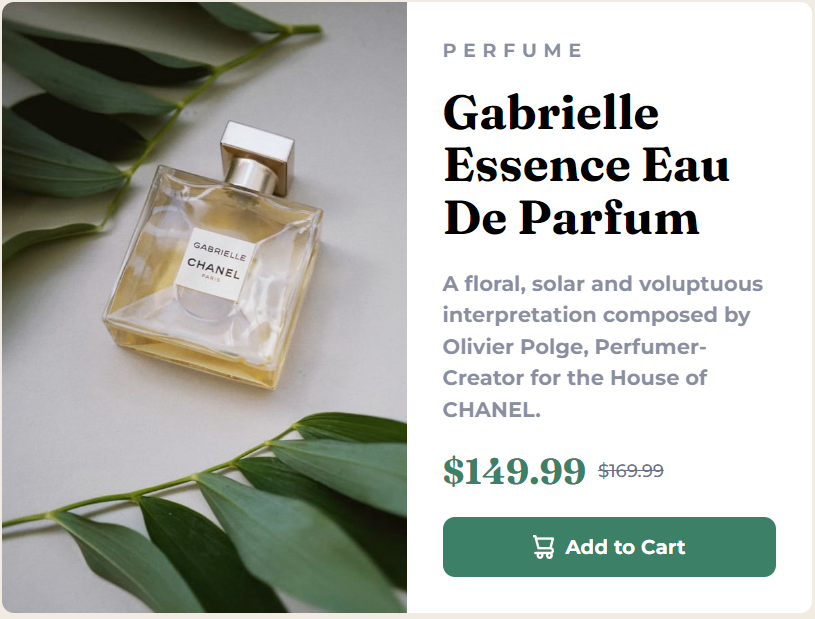 GABRIELLE
CHANEL
PARIS
PERFUME
Gabrielle
Essence Eau
De Parfum
A floral, solar and voluptuous
interpretation composed by
Olivier Polge, Perfumer-
Creator for the House of
CHANEL.
$149.99 $169.99
Add to Cart